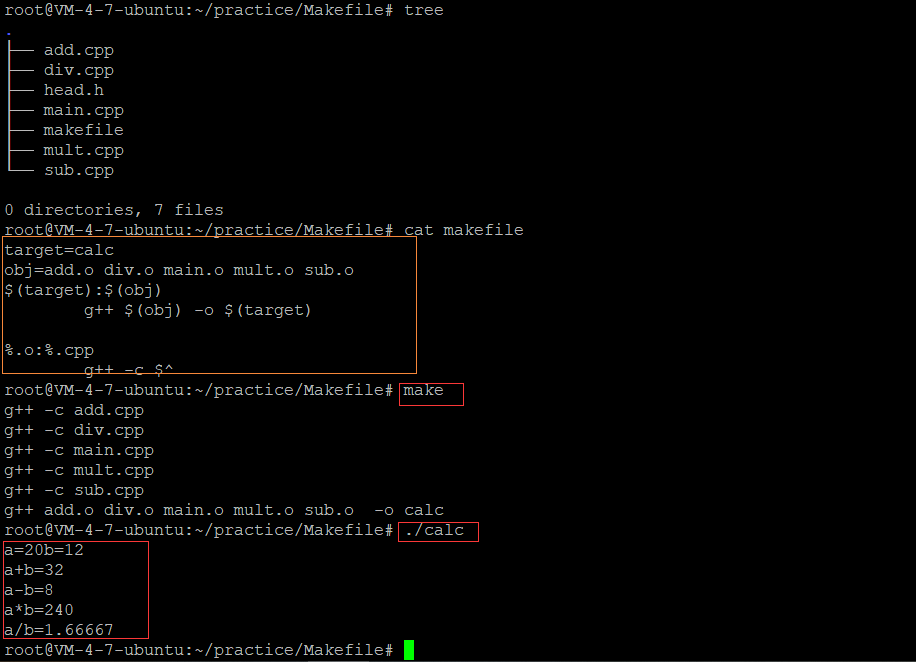 root@VM-4-7-ubuntu:~/practice/Makefile# tree
.
├── add.cpp
├── div.cpp
├── head.h
├── main.cpp
├── makefile
├── mult.cpp
└── sub.cpp
0 directories, 7 files
root@VM-4-7-ubuntu:~/practice/Makefile# cat makefile
target=calc
obj=add.o div.o main.o mult.o sub.o
$(target):$(obj)
        g++ $(obj) -o $(target)
%.o:%.cpp
        g++ -c $^
root@VM-4-7-ubuntu:~/practice/Makefile# make
g++ -c add.cpp
g++ -c div.cpp
g++ -c main.cpp
g++ -c mult.cpp
g++ -c sub.cpp
g++ add.o div.o main.o mult.o sub.o  -o calc
root@VM-4-7-ubuntu:~/practice/Makefile# ./calc
a=20b=12
a+b=32
a-b=8
a*b=240
a/b=1.66667
root@VM-4-7-ubuntu:~/practice/Makefile#